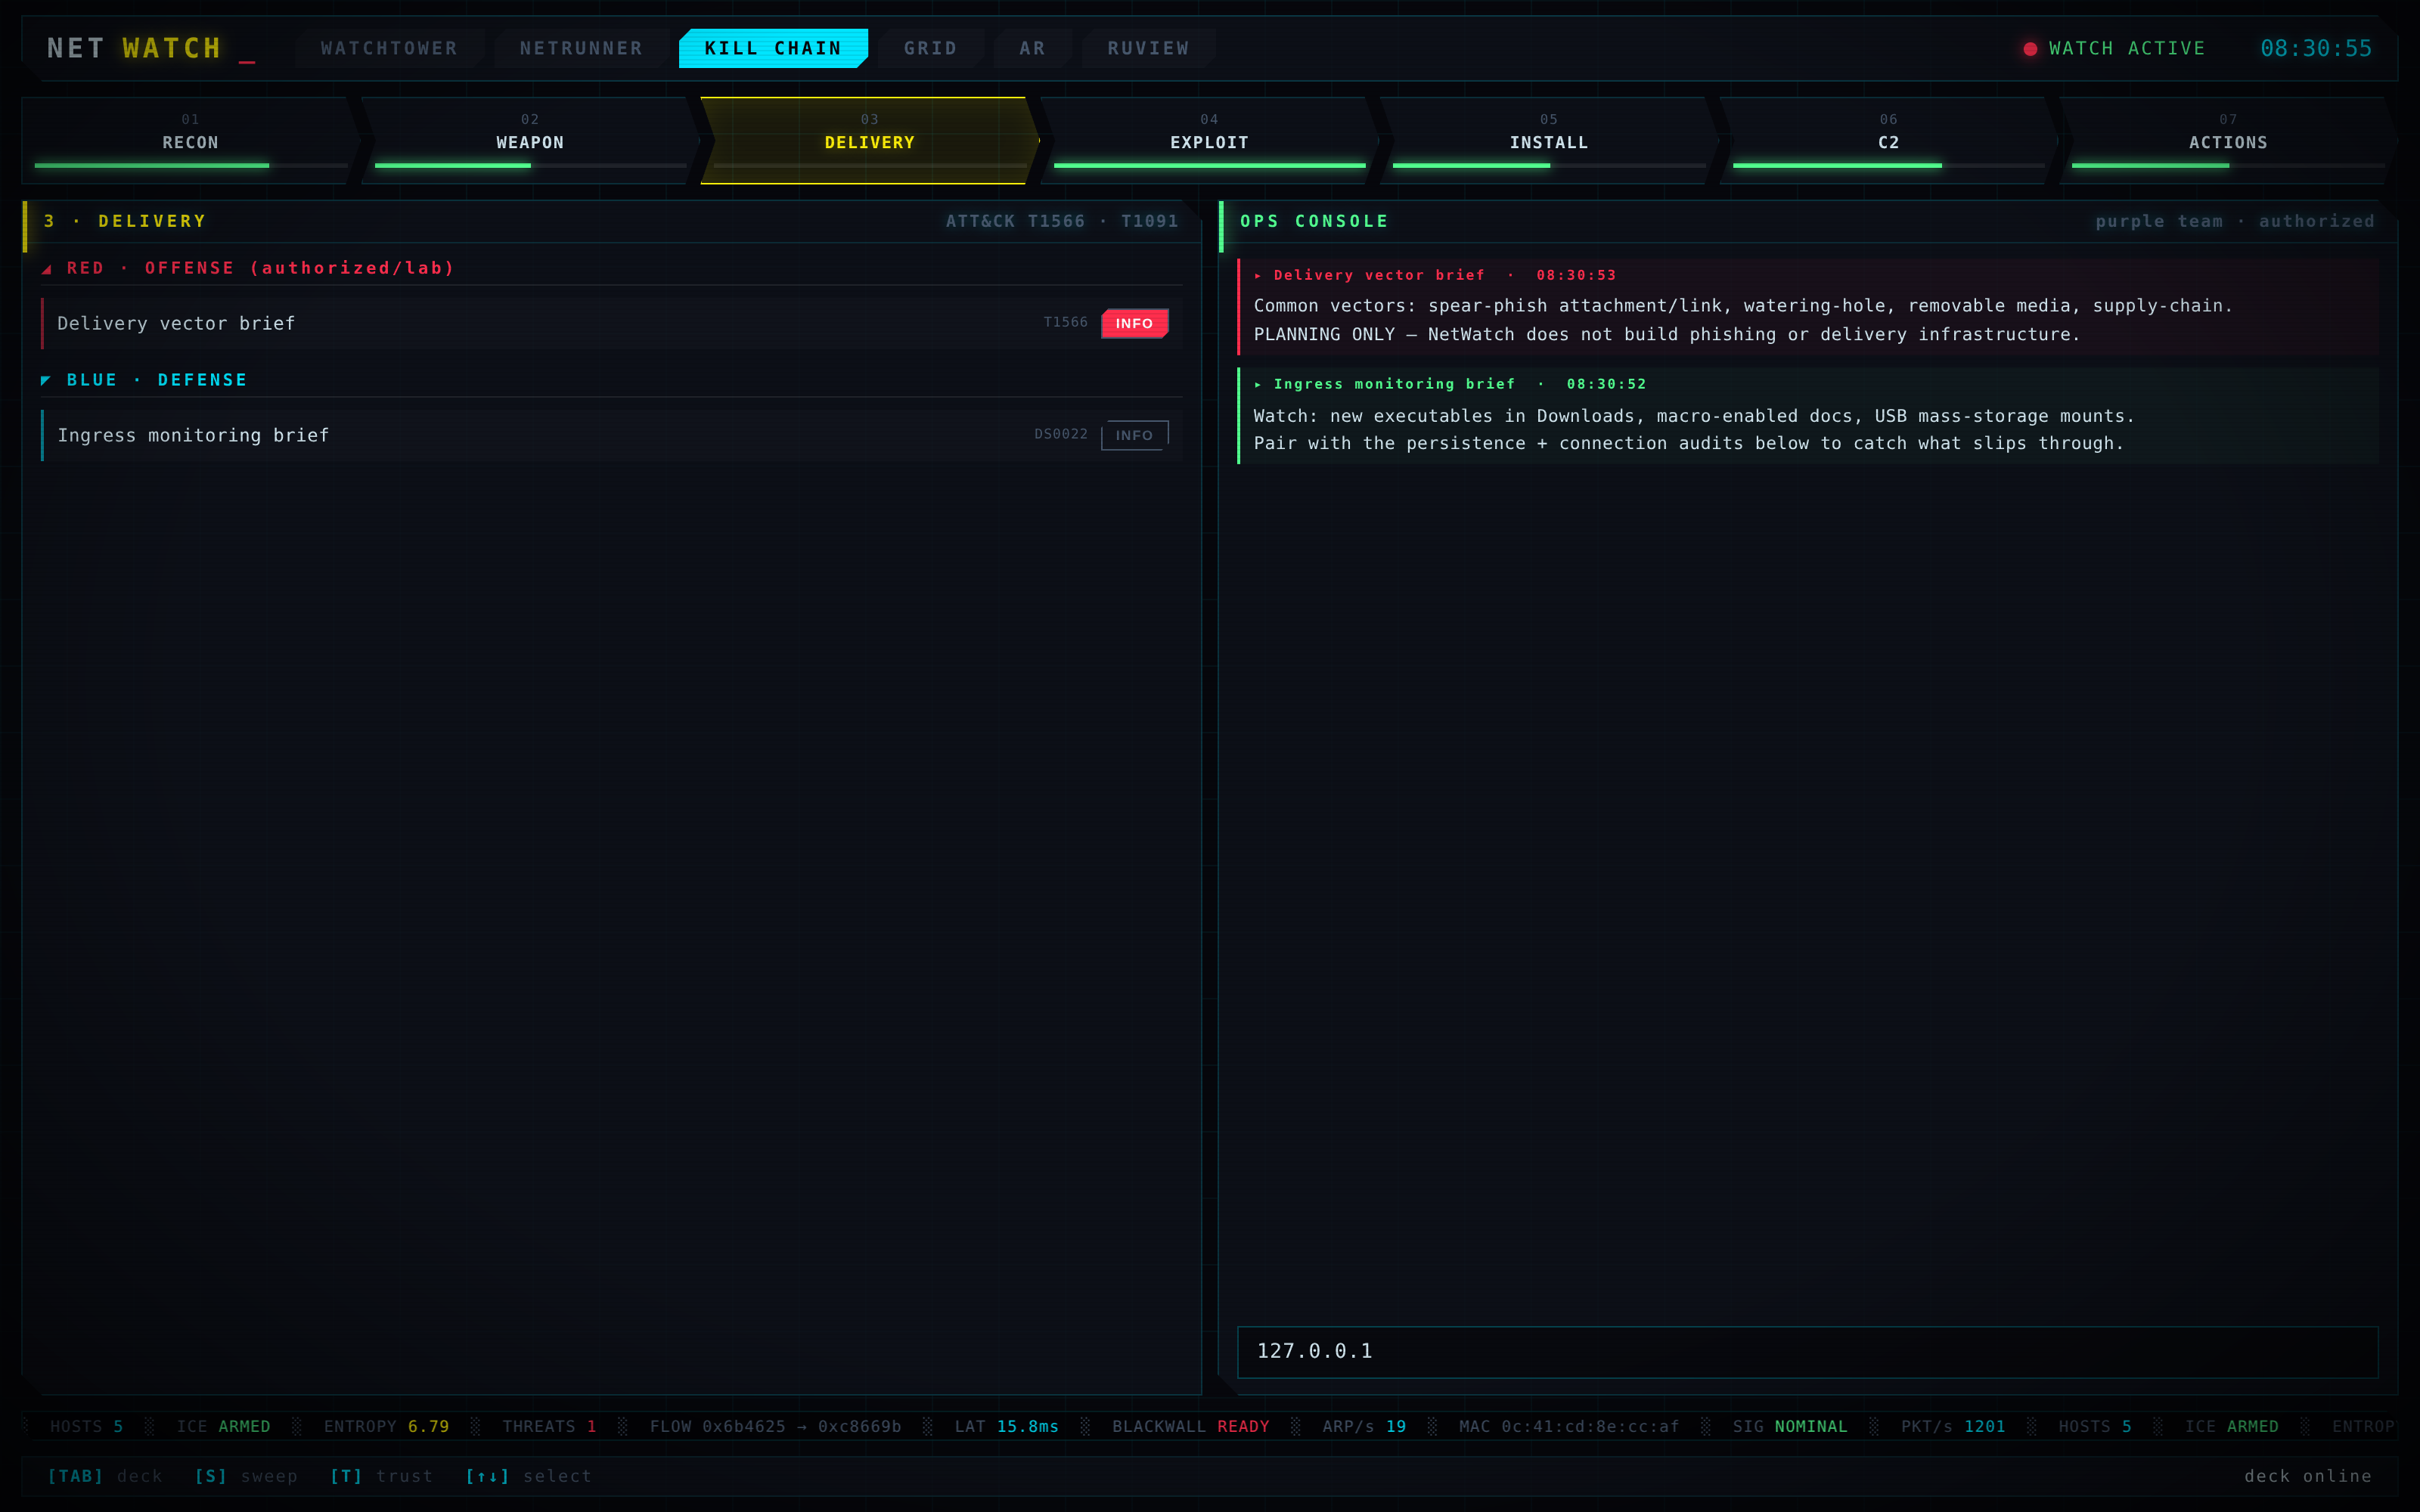 NET WATCH _ WATCHTOWER NETRUNNER KILL CHAIN GRID AR RUVIEW WATCH ACTIVE 08:30:55
01 02 03 04 05 06 07
RECON WEAPON DELIVERY EXPLOIT INSTALL C2 ACTIONS
3 · DELIVERY ATT&CK T1566 · T1091
◢ RED · OFFENSE (authorized/lab)
Delivery vector brief T1566 INFO
◤ BLUE · DEFENSE
Ingress monitoring brief DS0022 INFO
OPS CONSOLE purple team · authorized
▸ Delivery vector brief · 08:30:53
Common vectors: spear-phish attachment/link, watering-hole, removable media, supply-chain.
PLANNING ONLY — NetWatch does not build phishing or delivery infrastructure.
▸ Ingress monitoring brief · 08:30:52
Watch: new executables in Downloads, macro-enabled docs, USB mass-storage mounts.
Pair with the persistence + connection audits below to catch what slips through.
127.0.0.1
░ HOSTS 5 ░ ICE ARMED ░ ENTROPY 6.79 ░ THREATS 1 ░ FLOW 0x6b4625 → 0xc8669b ░ LAT 15.8ms ░ BLACKWALL READY ░ ARP/s 19 ░ MAC 0c:41:cd:8e:cc:af ░ SIG NOMINAL ░ PKT/s 1201 ░ HOSTS 5 ░ ICE ARMED ░ ENTROP
[TAB] deck [S] sweep [T] trust [↑↓] select deck online